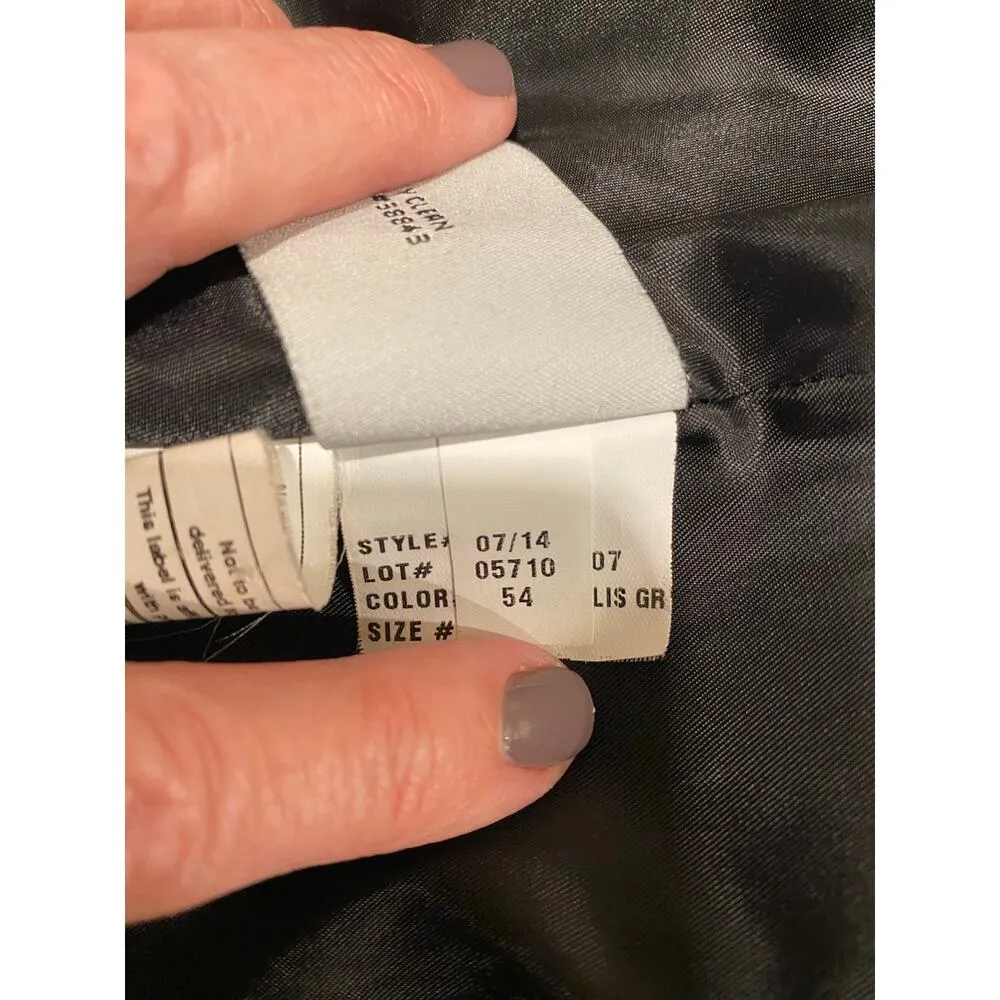 Y CLEAN
#38843
This label is
Not to be
delivered
STYLE# 07/14
LOT# 05710 07
COLOR 54 LIS GR
SIZE #